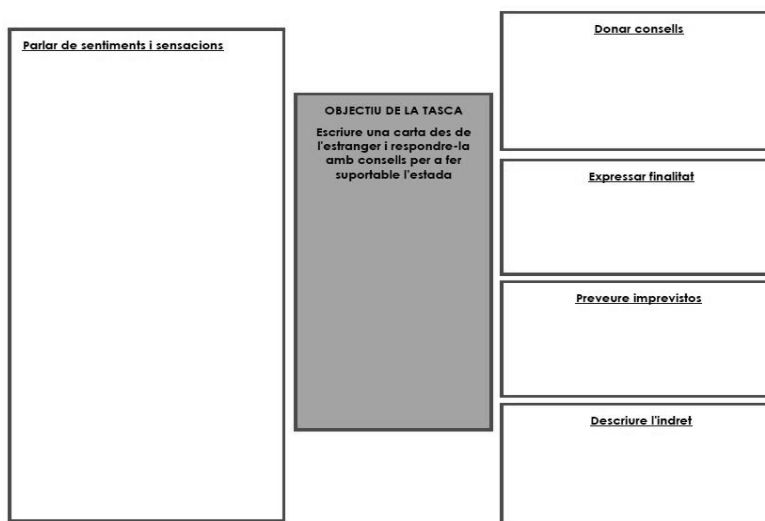 Parlar de sentiments i sensacions
OBJECTIU DE LA TASCA
Escriure una carta des de
l'estranger i respondre-la
amb consells per a fer
suportable l'estada
Donar consells
Expressar finalitat
Preveure imprevistos
Descriure l'indret